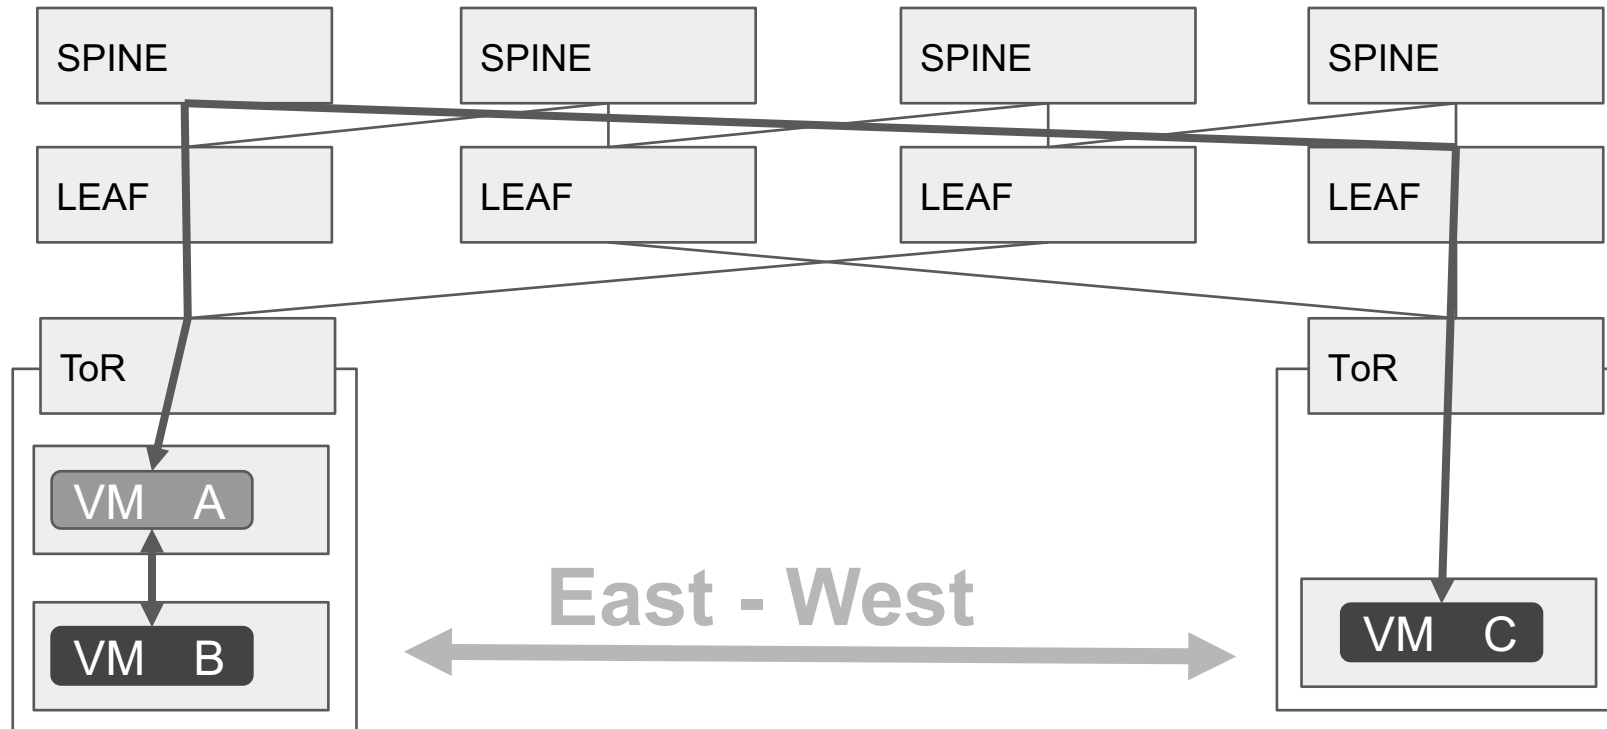 SPINE SPINE SPINE SPINE
LEAF LEAF LEAF LEAF
ToR ToR
VM A
East - West
VM B VM C